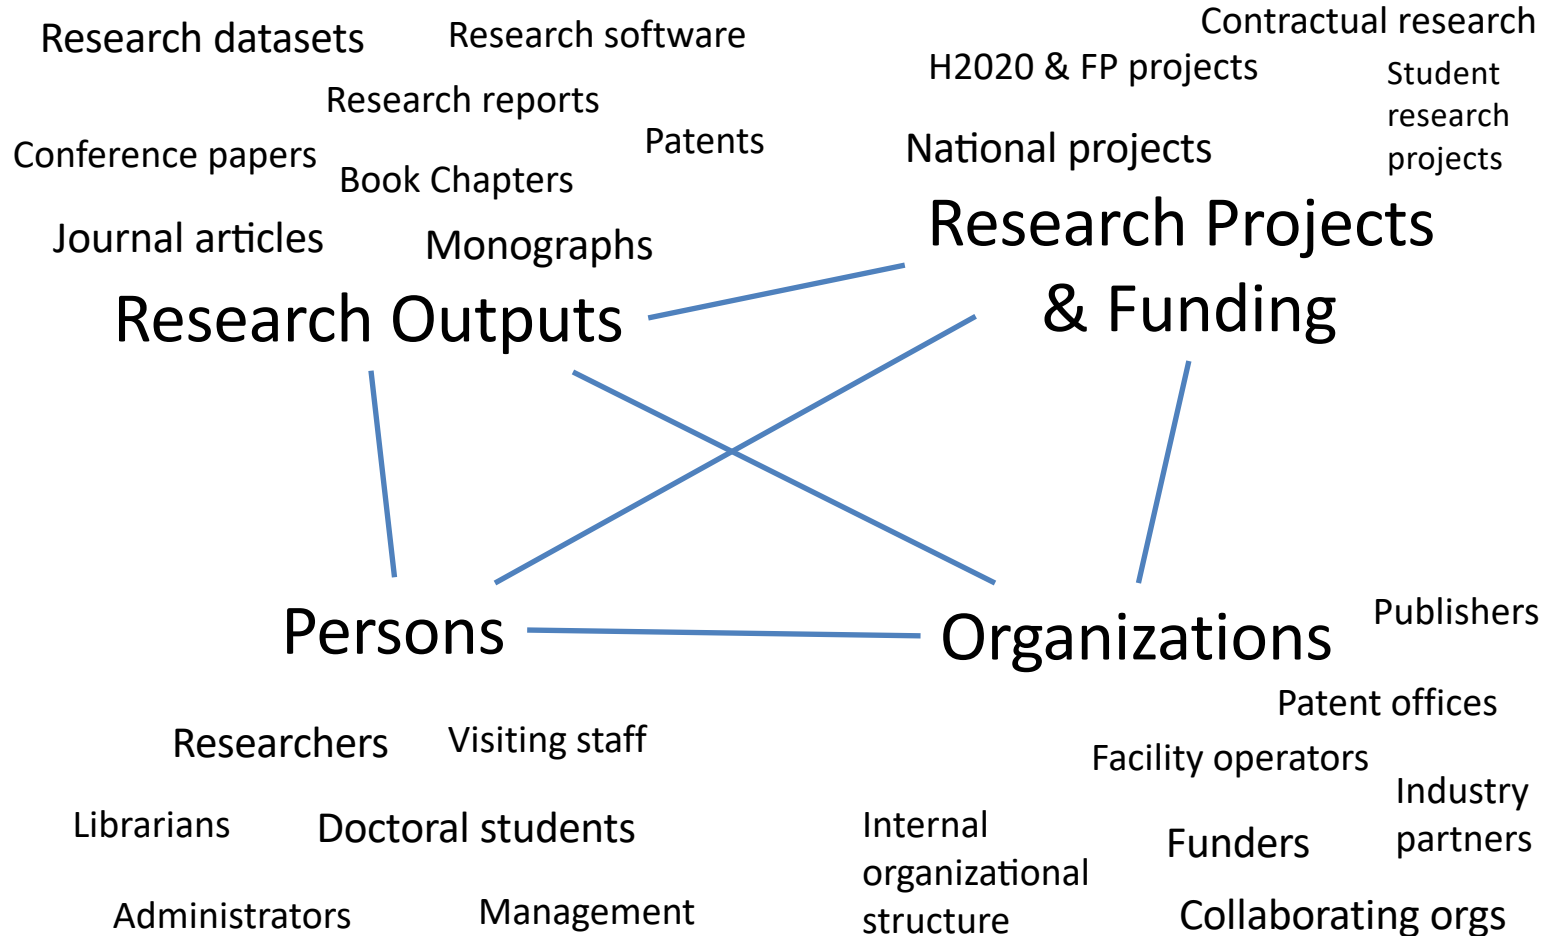 Research datasets
Research software
Research reports
Conference papers
Patents
Book Chapters
Journal articles
Monographs
Research Outputs
Contractual research
H2020 & FP projects
Student
research
projects
National projects
Research Projects
& Funding
Persons
Researchers
Visiting staff
Librarians
Doctoral students
Administrators
Management
Organizations
Publishers
Patent offices
Facility operators
Industry
partners
Internal
organizational
structure
Funders
Collaborating orgs